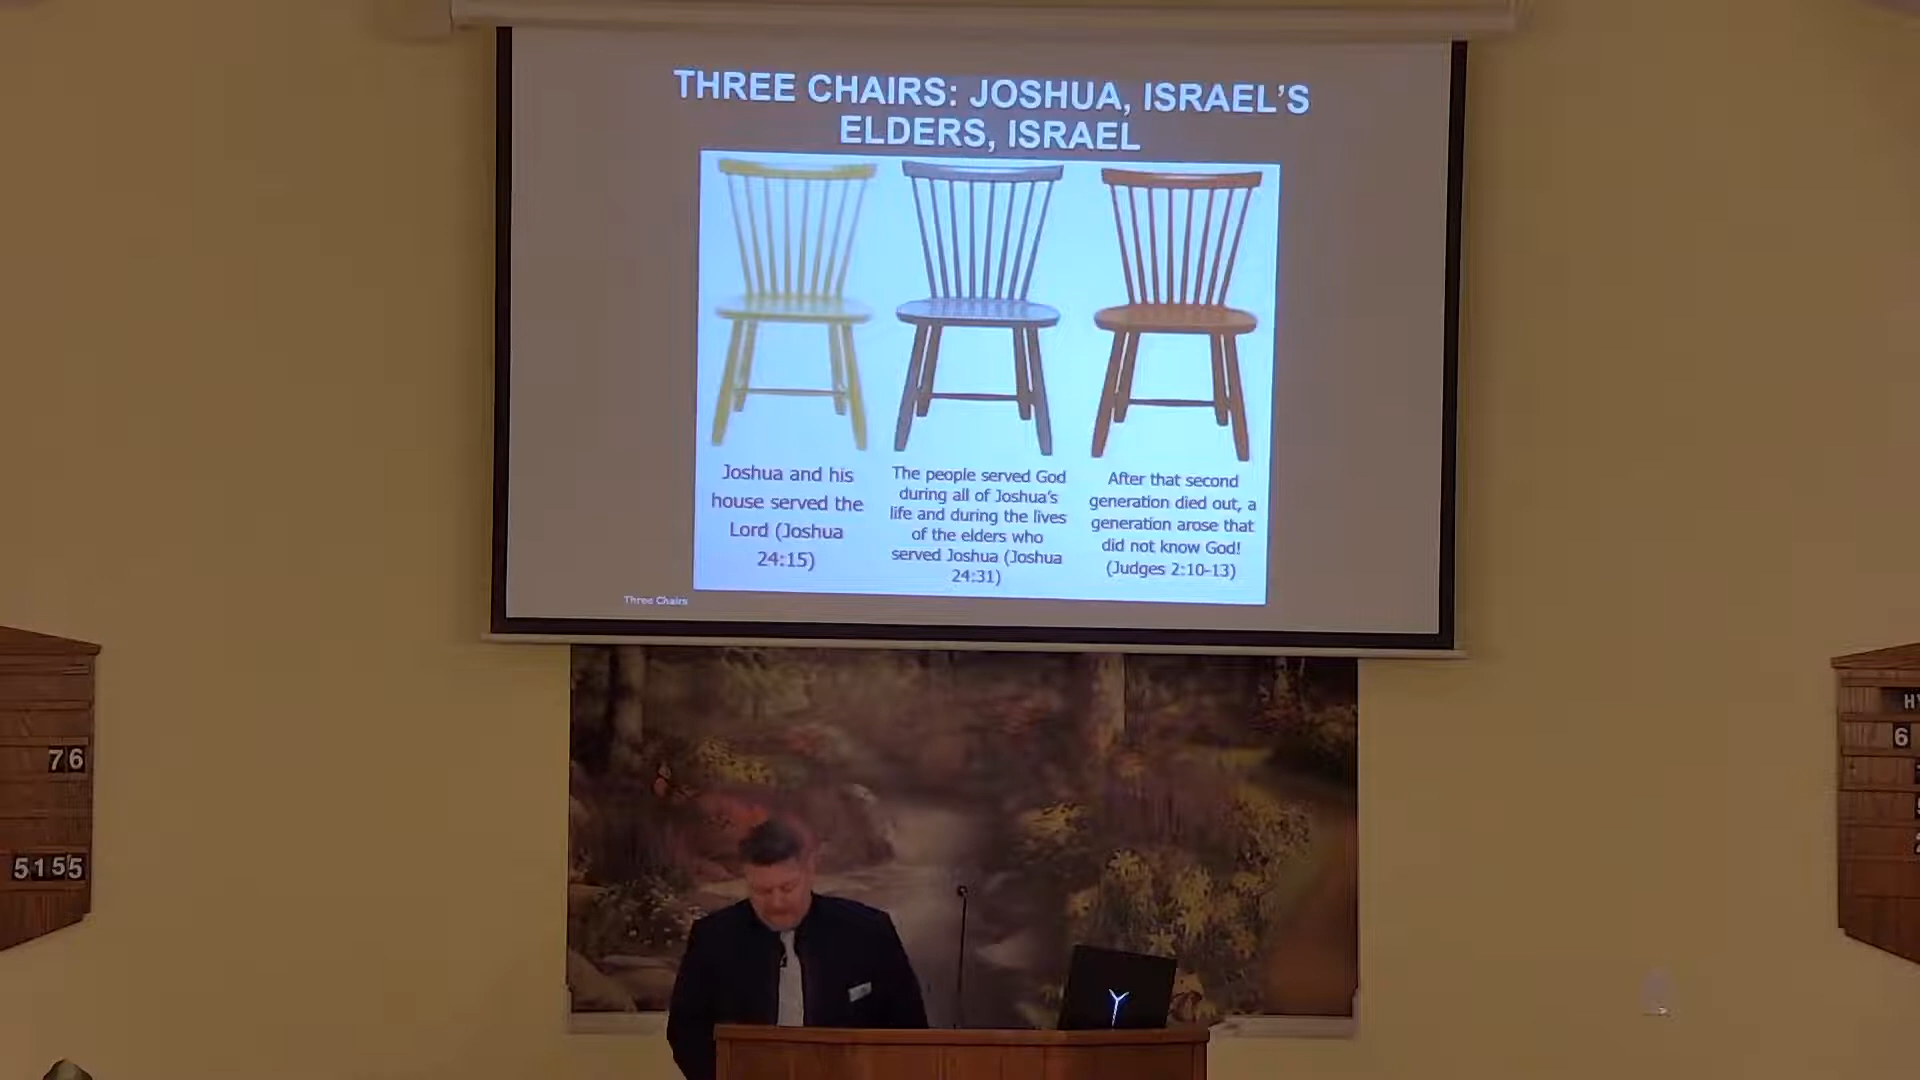 THREE CHAIRS: JOSHUA, ISRAEL'S
ELDERS, ISRAEL
Joshua and his
house served the
Lord (Joshua
24:15)
The people served God
during all of Joshua's
life and during the lives
of the elders who
served Joshua (Joshua
24:31)
After that second
generation died out, a
generation arose that
did not know God!
(Judges 2:10-13)
Three Chairs
76
5155
6